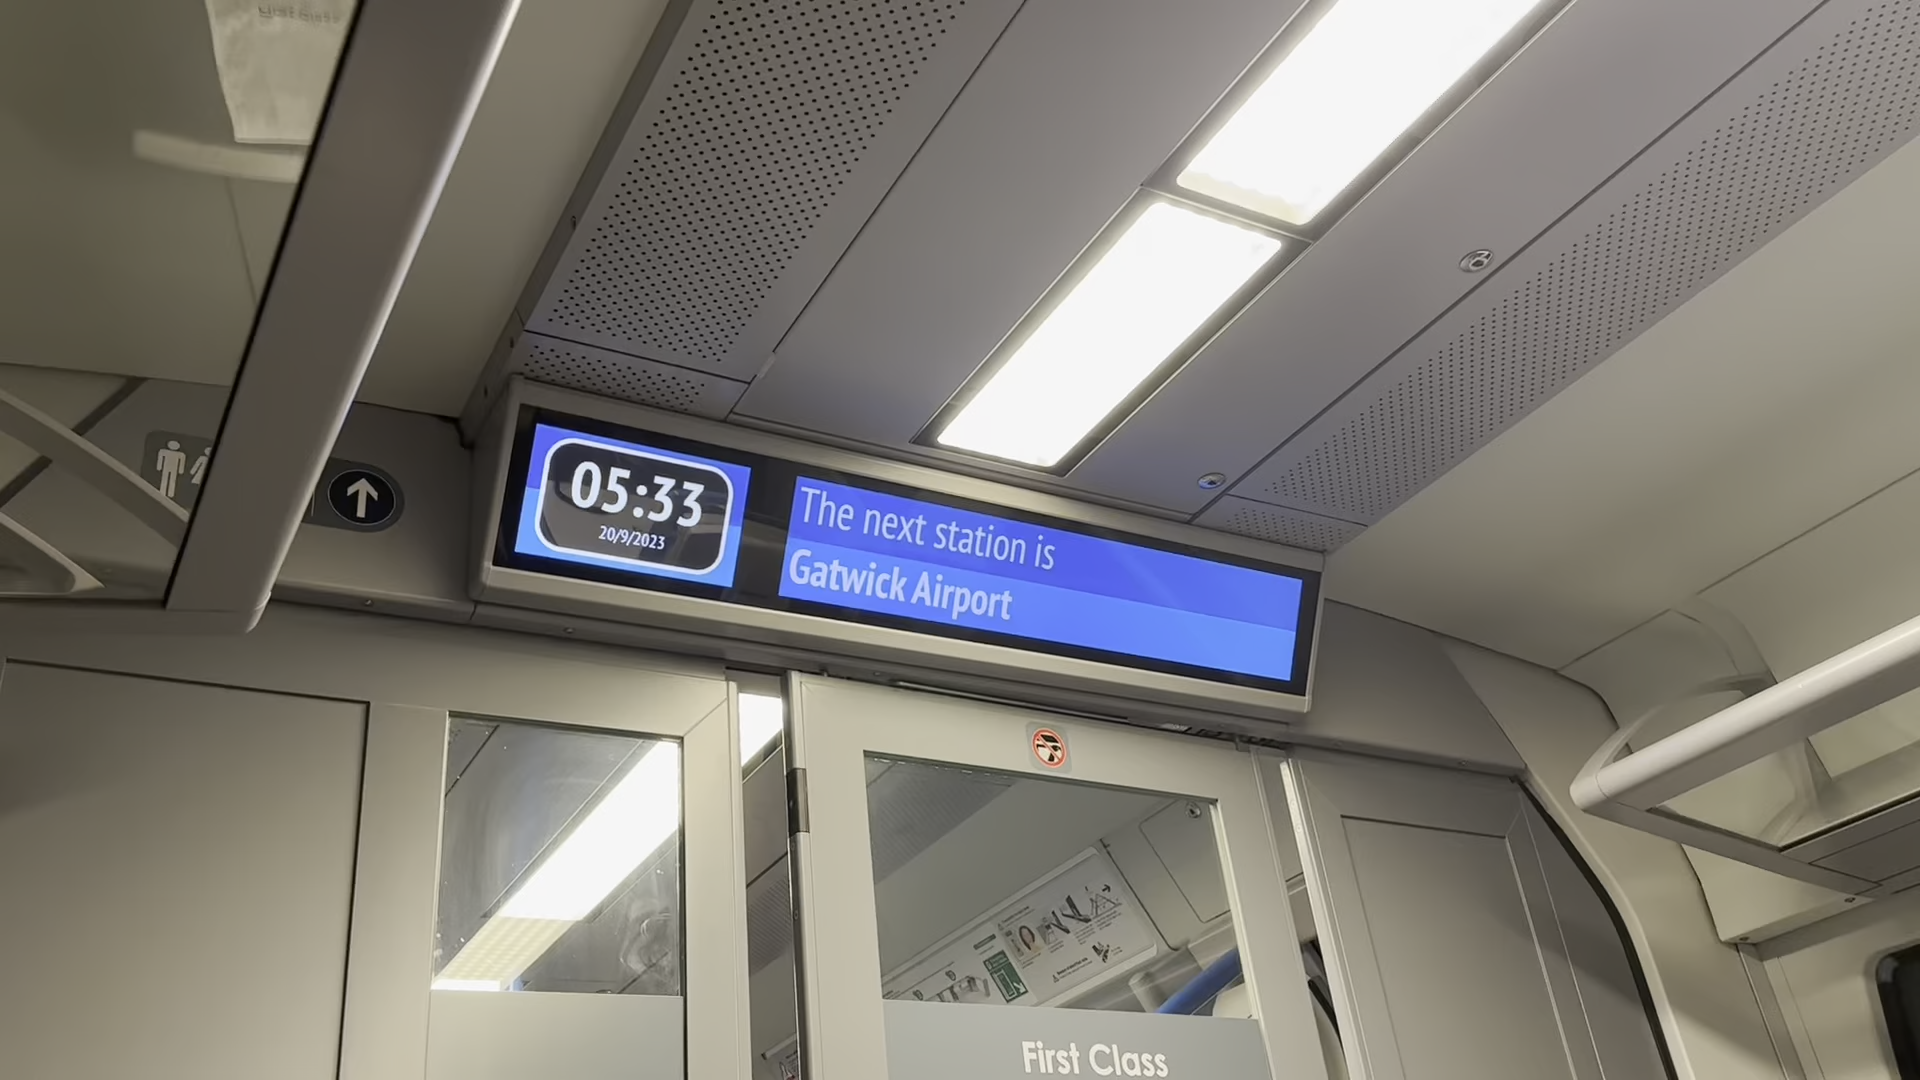 05:33
20/9/2023
The next station is
Gatwick Airport
First Class